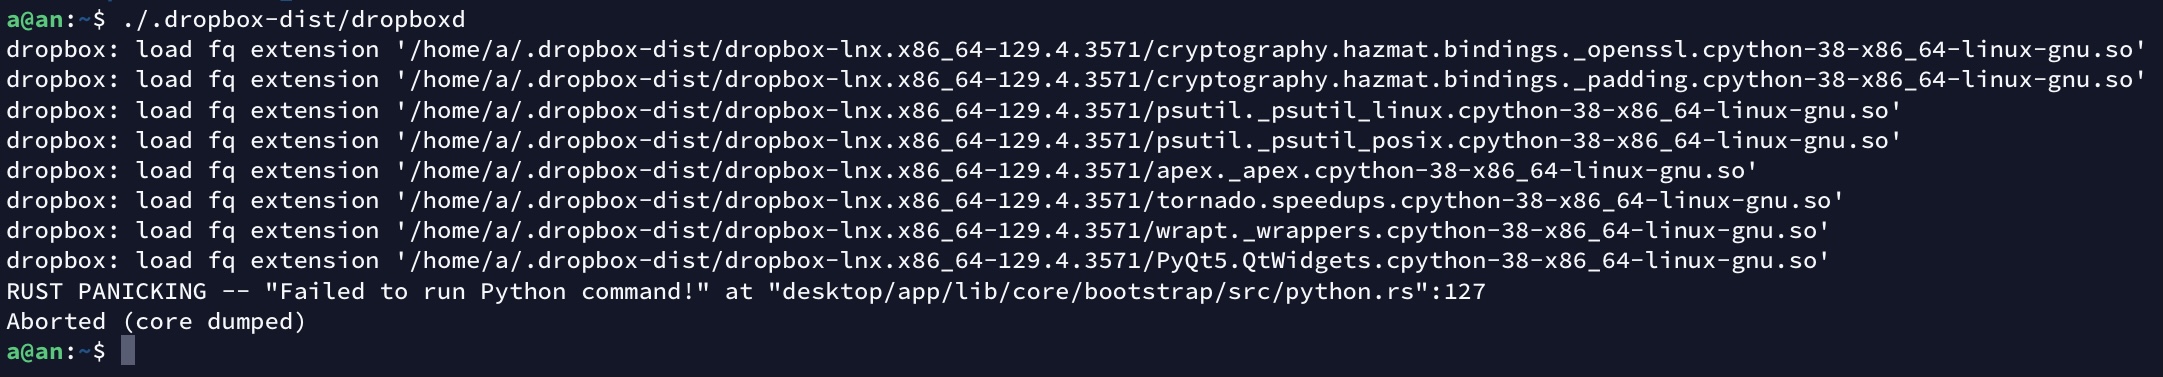 a@an:~$ ./.dropbox-dist/dropboxd
dropbox: load fq extension '/home/a/.dropbox-dist/dropbox-lnx.x86_64-129.4.3571/cryptography.hazmat.bindings._openssl.cpython-38-x86_64-linux-gnu.so'
dropbox: load fq extension '/home/a/.dropbox-dist/dropbox-lnx.x86_64-129.4.3571/cryptography.hazmat.bindings._padding.cpython-38-x86_64-linux-gnu.so'
dropbox: load fq extension '/home/a/.dropbox-dist/dropbox-lnx.x86_64-129.4.3571/psutil._psutil_linux.cpython-38-x86_64-linux-gnu.so'
dropbox: load fq extension '/home/a/.dropbox-dist/dropbox-lnx.x86_64-129.4.3571/psutil._psutil_posix.cpython-38-x86_64-linux-gnu.so'
dropbox: load fq extension '/home/a/.dropbox-dist/dropbox-lnx.x86_64-129.4.3571/apex._apex.cpython-38-x86_64-linux-gnu.so'
dropbox: load fq extension '/home/a/.dropbox-dist/dropbox-lnx.x86_64-129.4.3571/tornado.speedups.cpython-38-x86_64-linux-gnu.so'
dropbox: load fq extension '/home/a/.dropbox-dist/dropbox-lnx.x86_64-129.4.3571/wrapt._wrappers.cpython-38-x86_64-linux-gnu.so'
dropbox: load fq extension '/home/a/.dropbox-dist/dropbox-lnx.x86_64-129.4.3571/PyQt5.QtWidgets.cpython-38-x86_64-linux-gnu.so'
RUST PANICKING -- "Failed to run Python command!" at "desktop/app/lib/core/bootstrap/src/python.rs":127
Aborted (core dumped)
a@an:~$